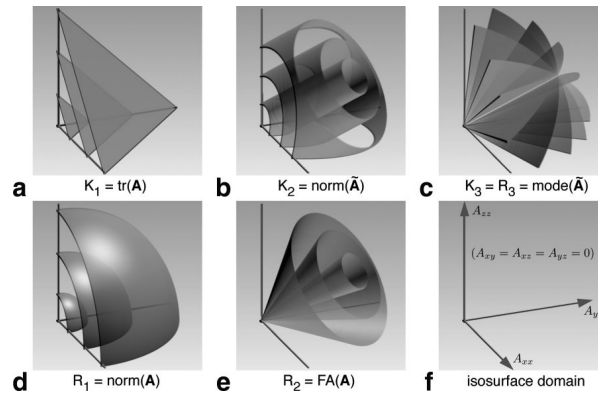 a
K₁ = tr(A)
b
K₂ = norm(Ã)
c
K₃ = R₃ = mode(Ã)
d
R₁ = norm(A)
e
R₂ = FA(A)
A_zz
(A_xy = A_xz = A_yz = 0)
A_y
A_xx
f
isosurface domain